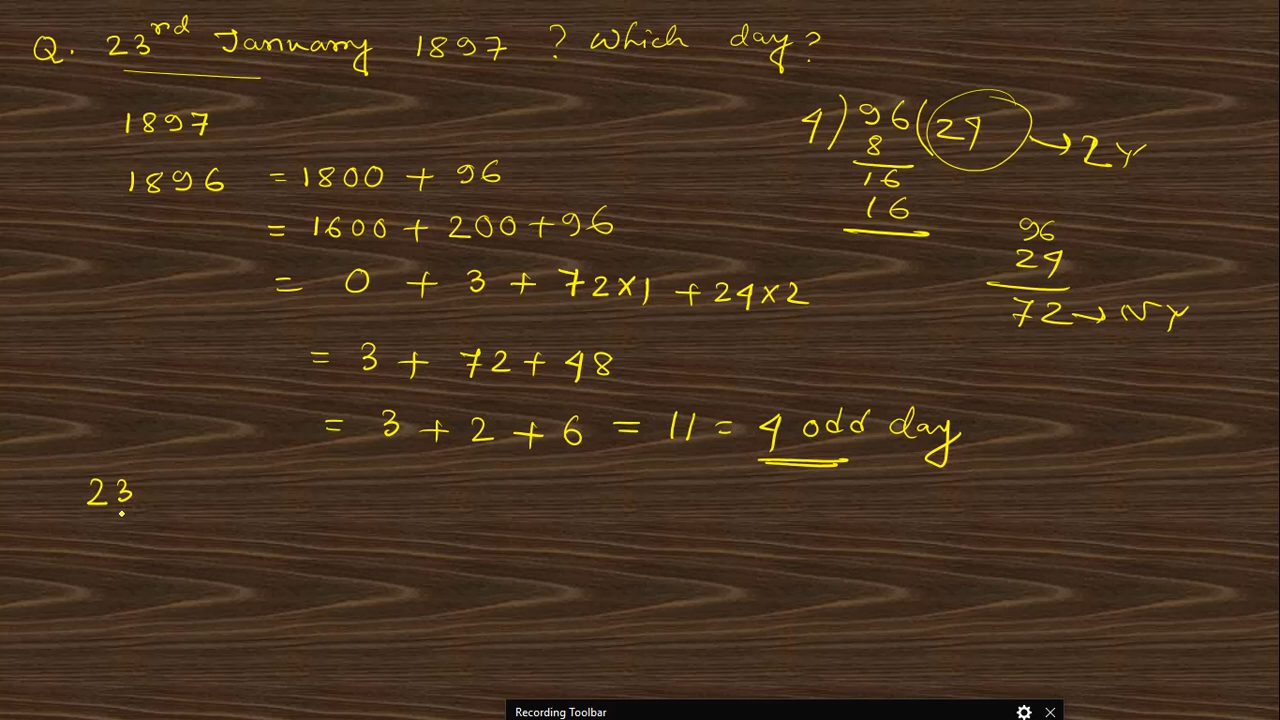 Q. 23rd January 1897 ? Which day?
1897
1896 = 1800 + 96
= 1600 + 200 + 96
= 0 + 3 + 72×1 + 24×2
= 3 + 72 + 48
= 3 + 2 + 6 = 11 = 4 odd day
23
4) 96 ( 24 → LY
8
16
16
96
24
72 → NY
Recording Toolbar